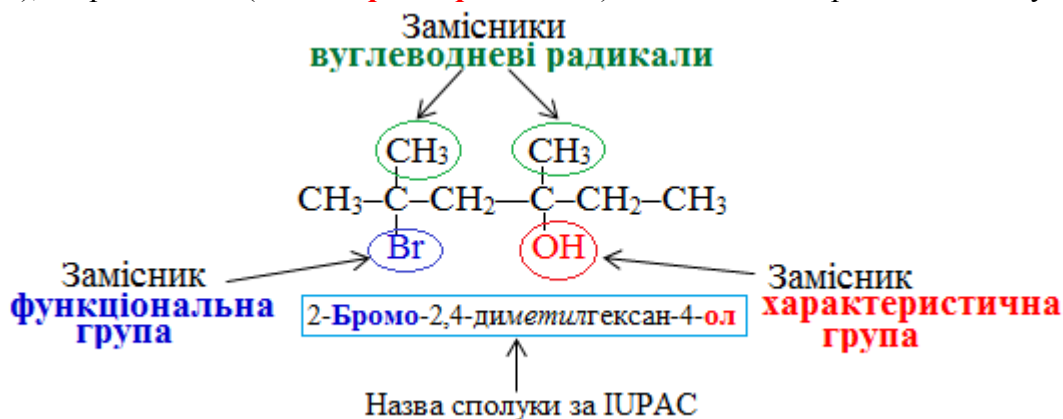 Замісники
вуглеводневі радикали
CH₃ CH₃
CH₃–C–CH₂–C–CH₂–CH₃
Br OH
Замісник
функціональна
група
Замісник
характеристична
група
2-Бромо-2,4-диметилгексан-4-ол
Назва сполуки за IUPAC